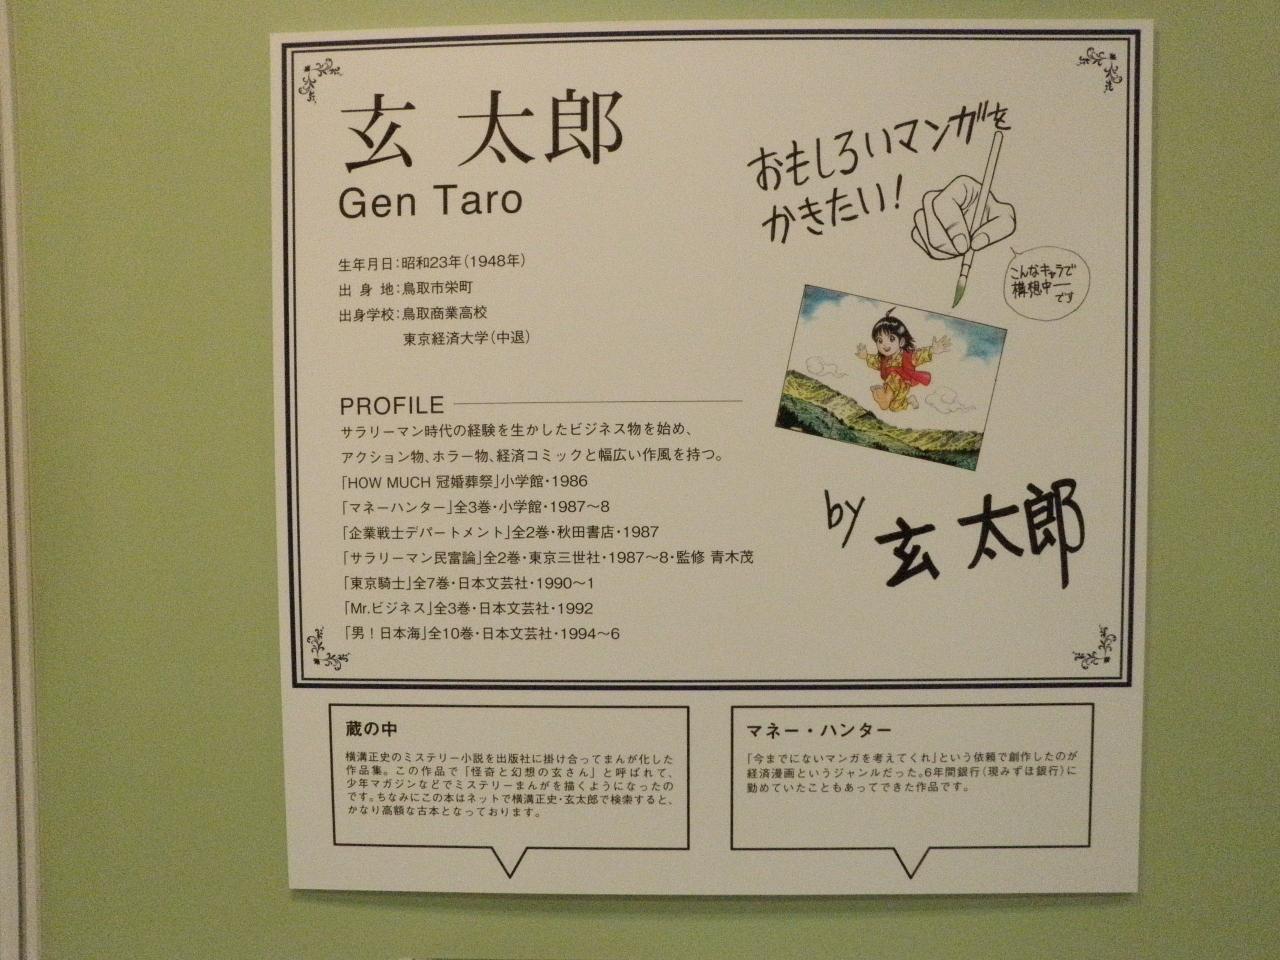 玄 太郎
Gen Taro
生年月日:昭和23年(1948年)
出 身 地:鳥取市栄町
出身学校:鳥取商業高校
東京経済大学(中退)
PROFILE
サラリーマン時代の経験を生かしたビジネス物を始め、
アクション物、ホラー物、経済コミックと幅広い作風を持つ。
「HOW MUCH 冠婚葬祭」小学館・1986
「マネーハンター」全3巻・小学館・1987〜8
「企業戦士デパートメント」全2巻・秋田書店・1987
「サラリーマン民富論」全2巻・東京三世社・1987〜8・監修 青木茂
「東京騎士」全7巻・日本文芸社・1990〜1
「Mr.ビジネス」全3巻・日本文芸社・1992
「男！日本海」全10巻・日本文芸社・1994〜6
おもしろいマンガを
かきたい!
こんなキャラで
構想中ー
です
by 玄 太郎
蔵の中
横溝正史のミステリー小説を出版社に掛け合ってまんが化した
作品集。この作品で「怪奇と幻想の玄さん」と呼ばれて、
少年マガジンなどでミステリーまんがを描くようになったの
です。ちなみにこの本はネットで横溝正史・玄太郎で検索すると、
かなり高額な古本となっております。
マネー・ハンター
「今までにないマンガを考えてくれ」という依頼で創作したのが
経済漫画というジャンルだった。6年間銀行(現みずほ銀行)に
勤めていたこともあってできた作品です。